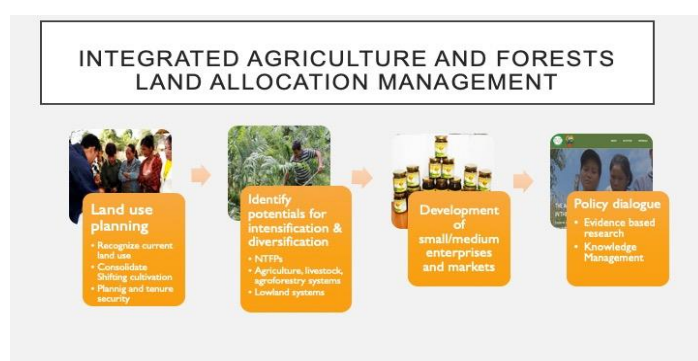 INTEGRATED AGRICULTURE AND FORESTS
LAND ALLOCATION MANAGEMENT
Land use
planning
• Recognize current
land use
• Consolidate
Shifting cultivation
• Plannig and tenure
security
Identify
potentials for
intensification &
diversification
• NTFPs
• Agriculture, livestock,
agroforestry systems
• Lowland systems
Development
of
small/medium
enterprises
and markets
Policy dialogue
• Evidence based
research
• Knowledge
Management